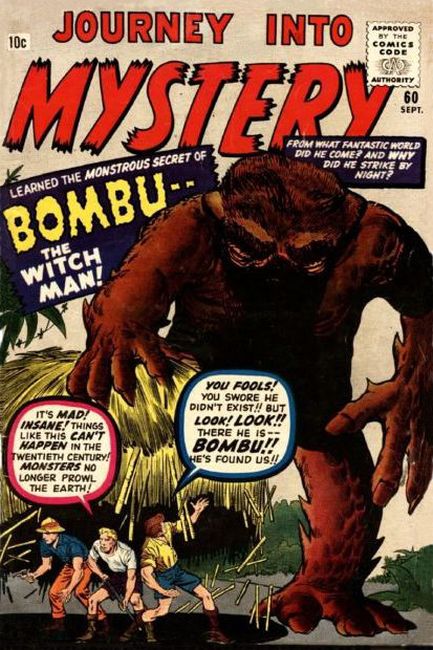 10c
JOURNEY INTO
MYSTERY
APPROVED
BY THE
COMICS
CODE
AUTHORITY
60
SEPT.
FROM WHAT FANTASTIC WORLD
DID HE COME? AND WHY
DID HE STRIKE BY
NIGHT?
LEARNED THE MONSTROUS SECRET OF
BOMBU--
THE
WITCH
MAN!
YOU FOOLS!
YOU SWORE HE
DIDN'T EXIST!! BUT
LOOK! LOOK!!
THERE HE IS--
BOMBU!!
HE'S FOUND US!!
IT'S MAD!
INSANE! THINGS
LIKE THIS CAN'T
HAPPEN IN THE
TWENTIETH CENTURY!
MONSTERS NO
LONGER PROWL
THE EARTH!